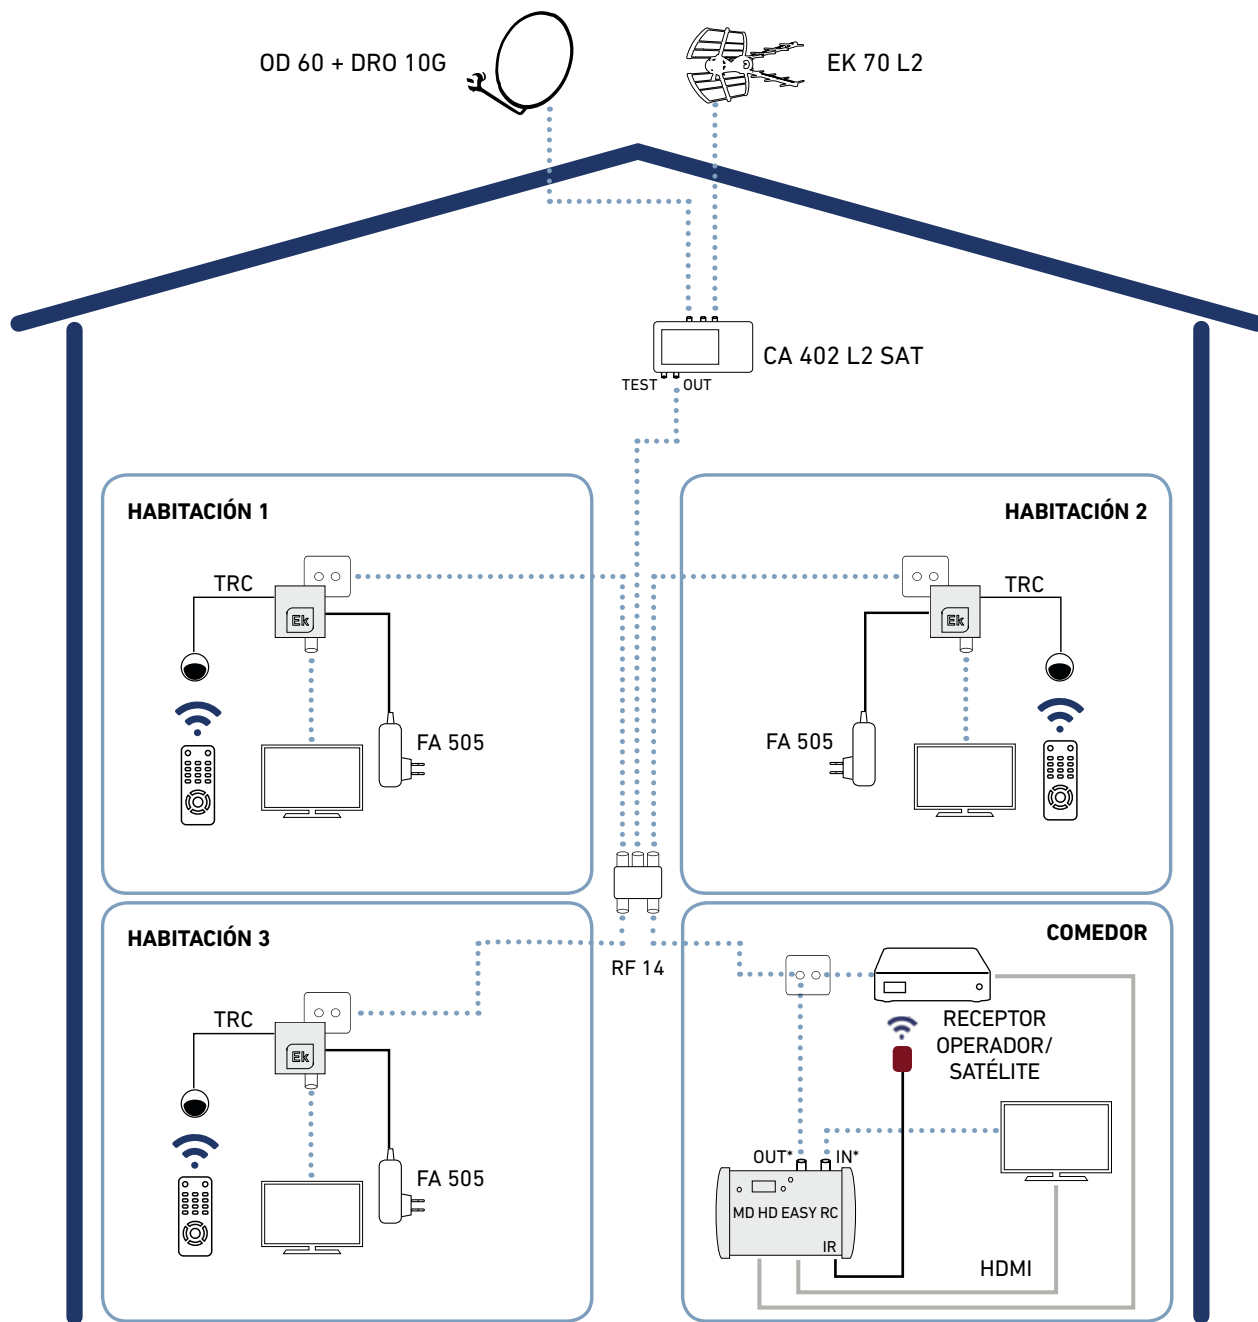 OD 60 + DRO 10G
EK 70 L2
CA 402 L2 SAT
TEST
OUT
HABITACIÓN 1
TRC
Ek
FA 505
HABITACIÓN 2
TRC
Ek
FA 505
RF 14
HABITACIÓN 3
TRC
Ek
FA 505
COMEDOR
RECEPTOR
OPERADOR/
SATÉLITE
OUT*
IN*
MD HD EASY RC
IR
HDMI